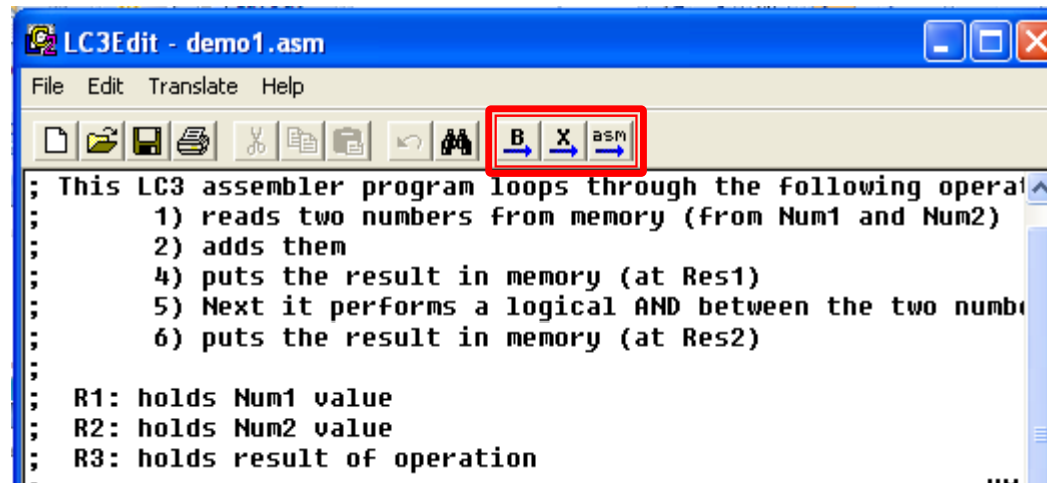 LC3Edit - demo1.asm
File Edit Translate Help
B X asm
; This LC3 assembler program loops through the following
; 1) reads two numbers from memory (from Num1 and Num2)
; 2) adds them
; 4) puts the result in memory (at Res1)
; 5) Next it performs a logical AND between the two
; 6) puts the result in memory (at Res2)
;
; R1: holds Num1 value
; R2: holds Num2 value
; R3: holds result of operation